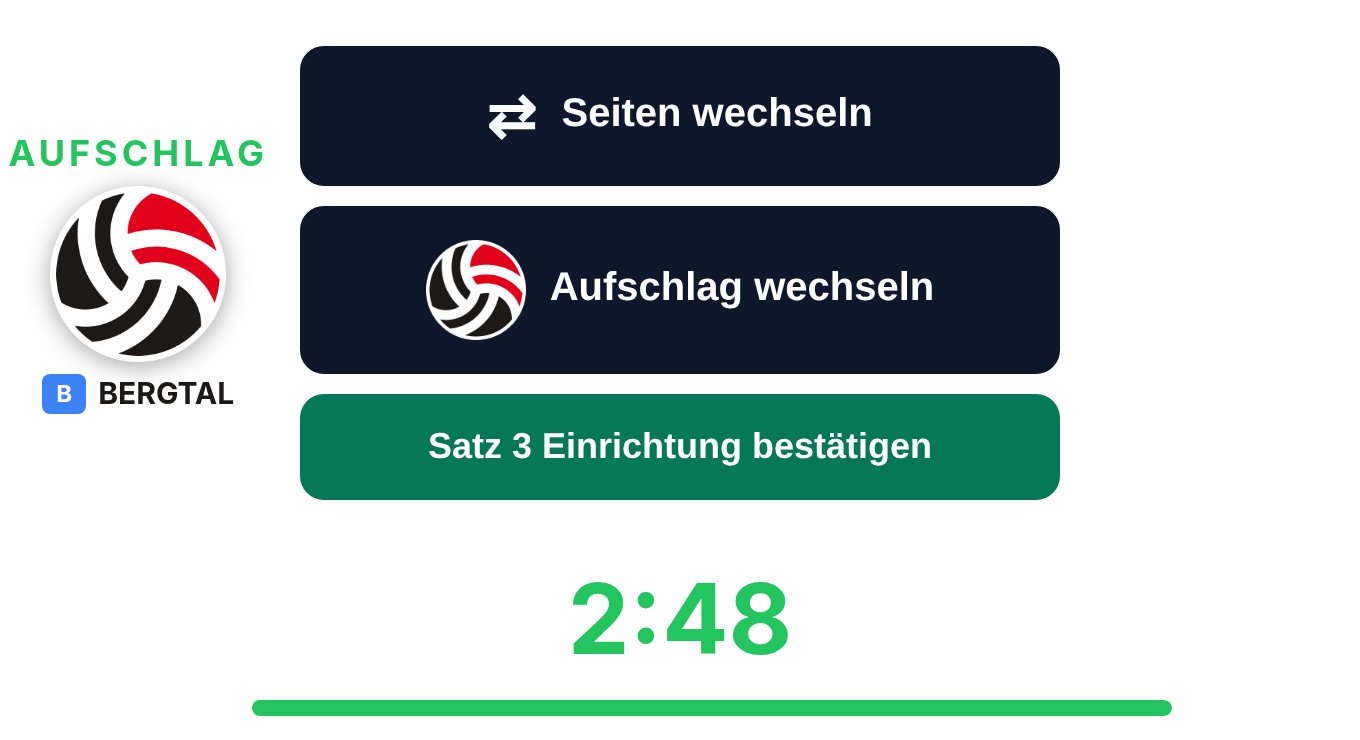 Seiten wechseln
AUFSCHLAG
Aufschlag wechseln
B BERGTAL
Satz 3 Einrichtung bestätigen
2:48